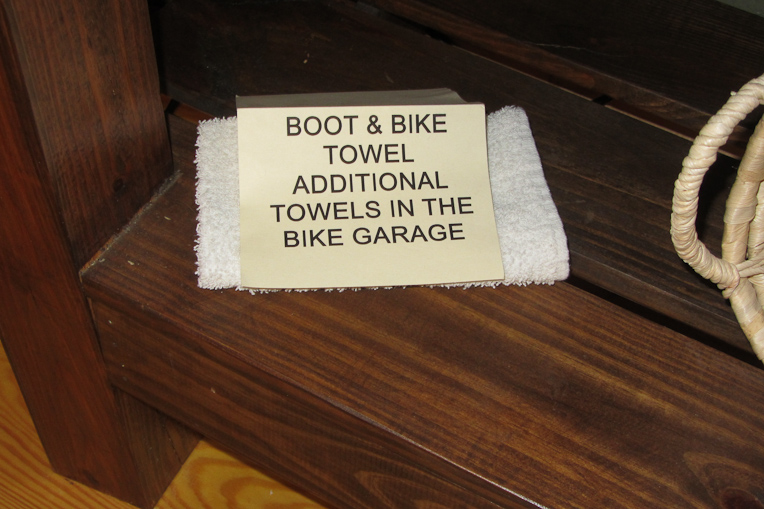 BOOT & BIKE
TOWEL
ADDITIONAL
TOWELS IN THE
BIKE GARAGE